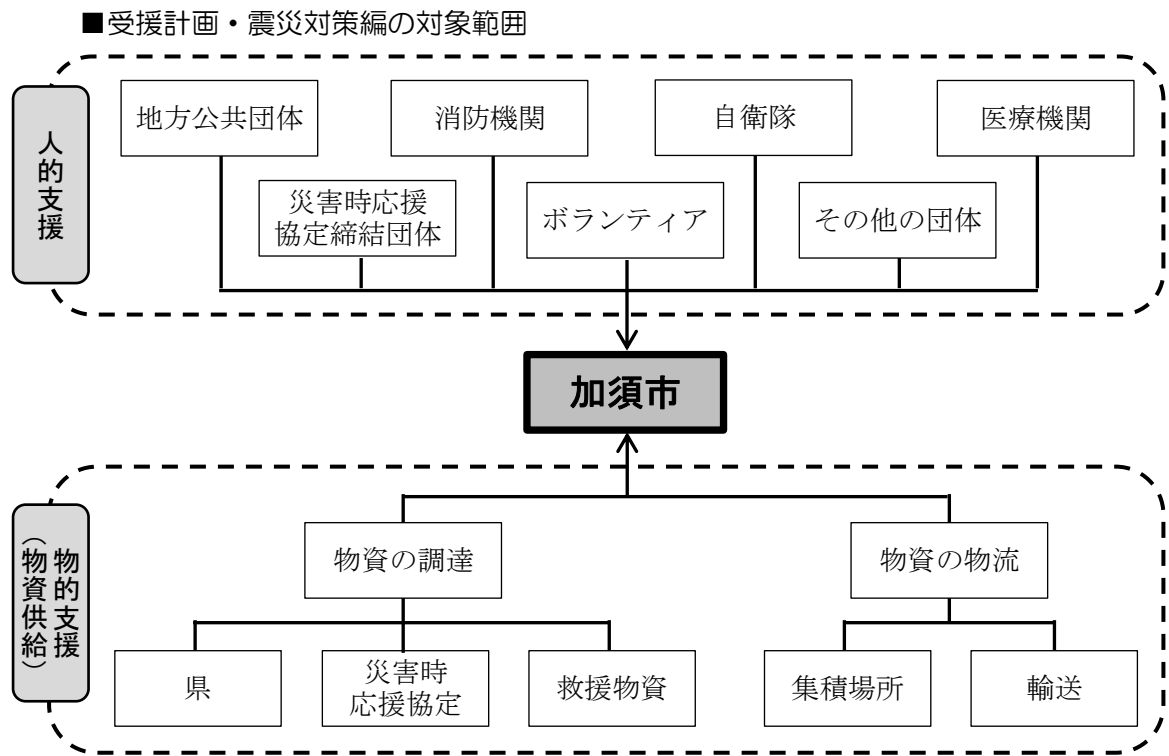 ■受援計画・震災対策編の対象範囲
人的支援
地方公共団体
消防機関
自衛隊
医療機関
災害時応援
協定締結団体
ボランティア
その他の団体
加須市
物的支援
（物資供給）
物資の調達
物資の物流
県
災害時
応援協定
救援物資
集積場所
輸送